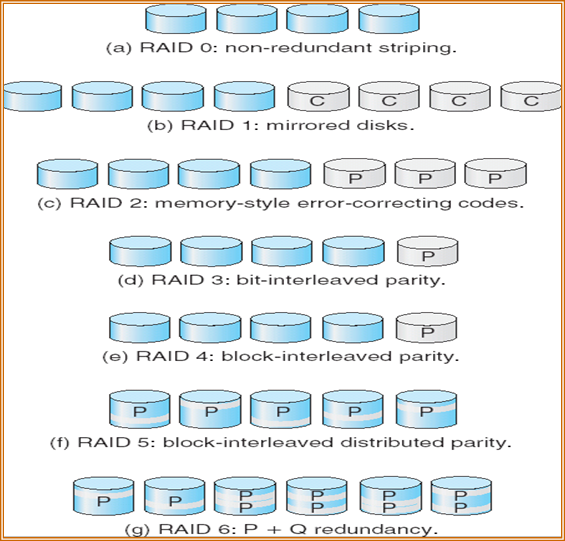 (a) RAID 0: non-redundant striping.
C C C C
(b) RAID 1: mirrored disks.
P P P
(c) RAID 2: memory-style error-correcting codes.
P
(d) RAID 3: bit-interleaved parity.
P
(e) RAID 4: block-interleaved parity.
P P P P P
(f) RAID 5: block-interleaved distributed parity.
P P P P P P
P P P P
(g) RAID 6: P + Q redundancy.